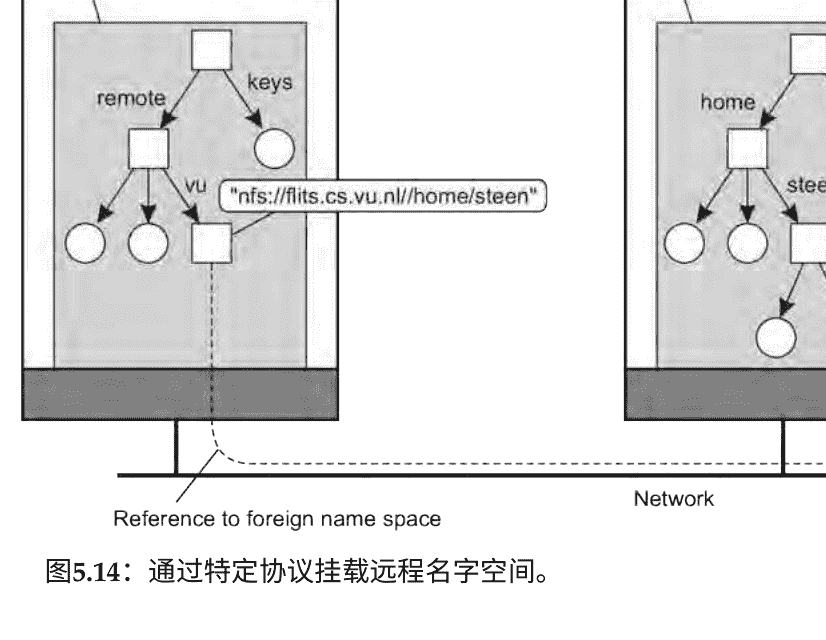 keys
remote
home
vu
"nfs://flits.cs.vu.nl//home/steen"
stee
Network
Reference to foreign name space
图5.14：通过特定协议挂载远程名字空间。